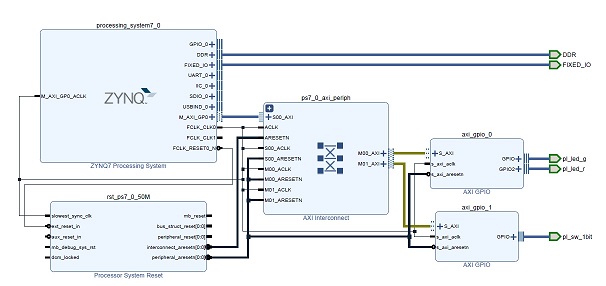 processing_system7_0
GPIO_0
DDR
FIXED_IO
UART_0
IIC_0
SDIO_0
USBIND_0
M_AXI_GP0
FCLK_CLK0
FCLK_CLK1
FCLK_RESET0_N
M_AXI_GP0_ACLK
ZYNQ
ZYNQ7 Processing System
DDR
FIXED_IO
ps7_0_axi_periph
S00_AXI
ACLK
ARESETN
S00_ACLK
S00_ARESETN
M00_ACLK
M00_ARESETN
M01_ACLK
M01_ARESETN
M00_AXI
M01_AXI
AXI Interconnect
axi_gpio_0
S_AXI
s_axi_aclk
s_axi_aresetn
GPIO
GPIO2
AXI GPIO
pl_led_g
pl_led_r
rst_ps7_0_50M
slowest_sync_clk
ext_reset_in
aux_reset_in
mb_debug_sys_rst
dcm_locked
mb_reset
bus_struct_reset[0:0]
peripheral_reset[0:0]
interconnect_aresetn[0:0]
peripheral_aresetn[0:0]
Processor System Reset
axi_gpio_1
S_AXI
s_axi_aclk
s_axi_aresetn
GPIO
AXI GPIO
pl_sw_1bit